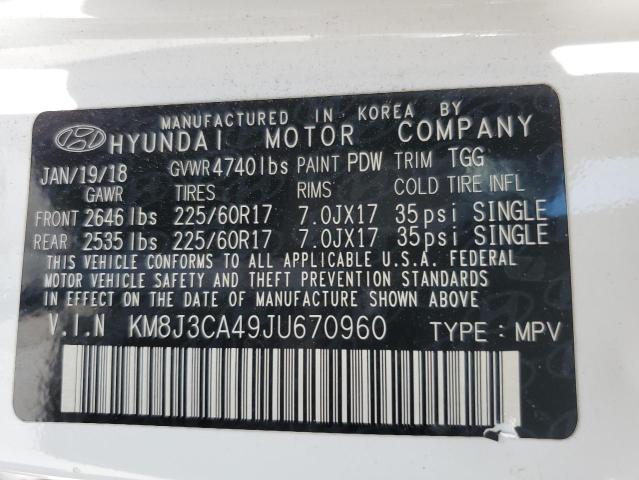 MANUFACTURED IN KOREA BY
HYUNDAI MOTOR COMPANY
JAN/19/18 GVWR 4740lbs PAINT PDW TRIM TGG
GAWR TIRES RIMS COLD TIRE INFL
FRONT 2646 lbs 225/60R17 7.0JX17 35psi SINGLE
REAR 2535 lbs 225/60R17 7.0JX17 35psi SINGLE
THIS VEHICLE CONFORMS TO ALL APPLICABLE U.S.A. FEDERAL
MOTOR VEHICLE SAFETY AND THEFT PREVENTION STANDARDS
IN EFFECT ON THE DATE OF MANUFACTURE SHOWN ABOVE
V.I.N KM8J3CA49JU670960 TYPE : MPV